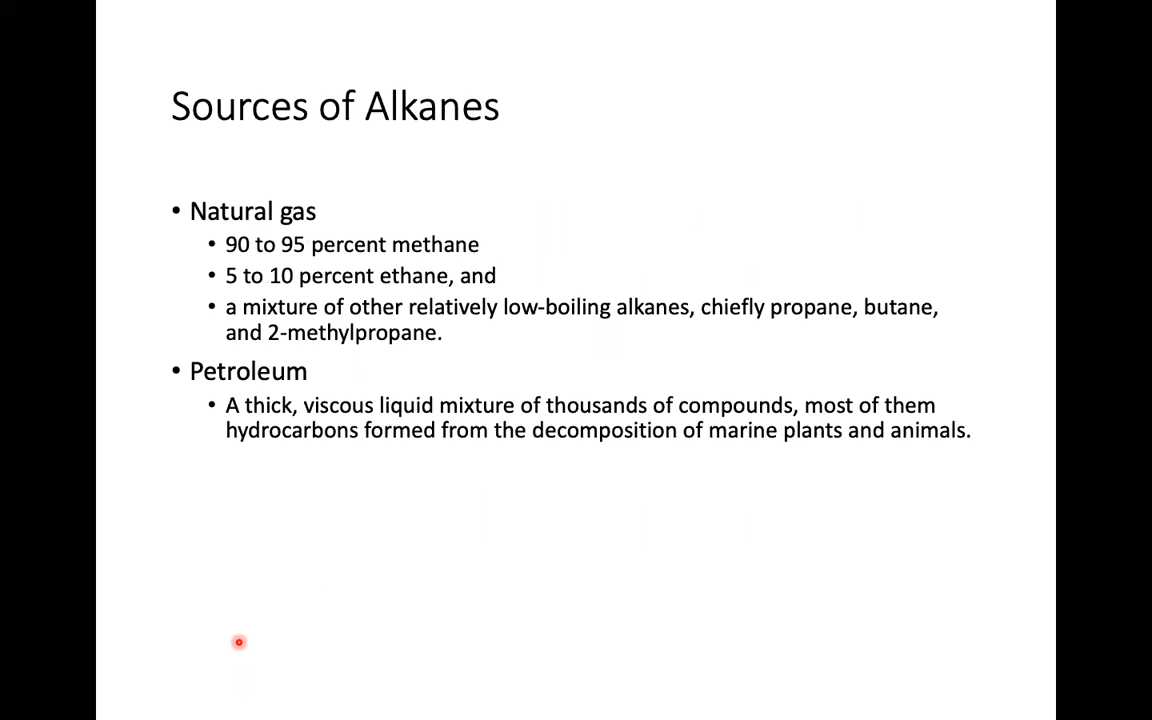 Sources of Alkanes
• Natural gas
• 90 to 95 percent methane
• 5 to 10 percent ethane, and
• a mixture of other relatively low-boiling alkanes, chiefly propane, butane,
and 2-methylpropane.
• Petroleum
• A thick, viscous liquid mixture of thousands of compounds, most of them
hydrocarbons formed from the decomposition of marine plants and animals.